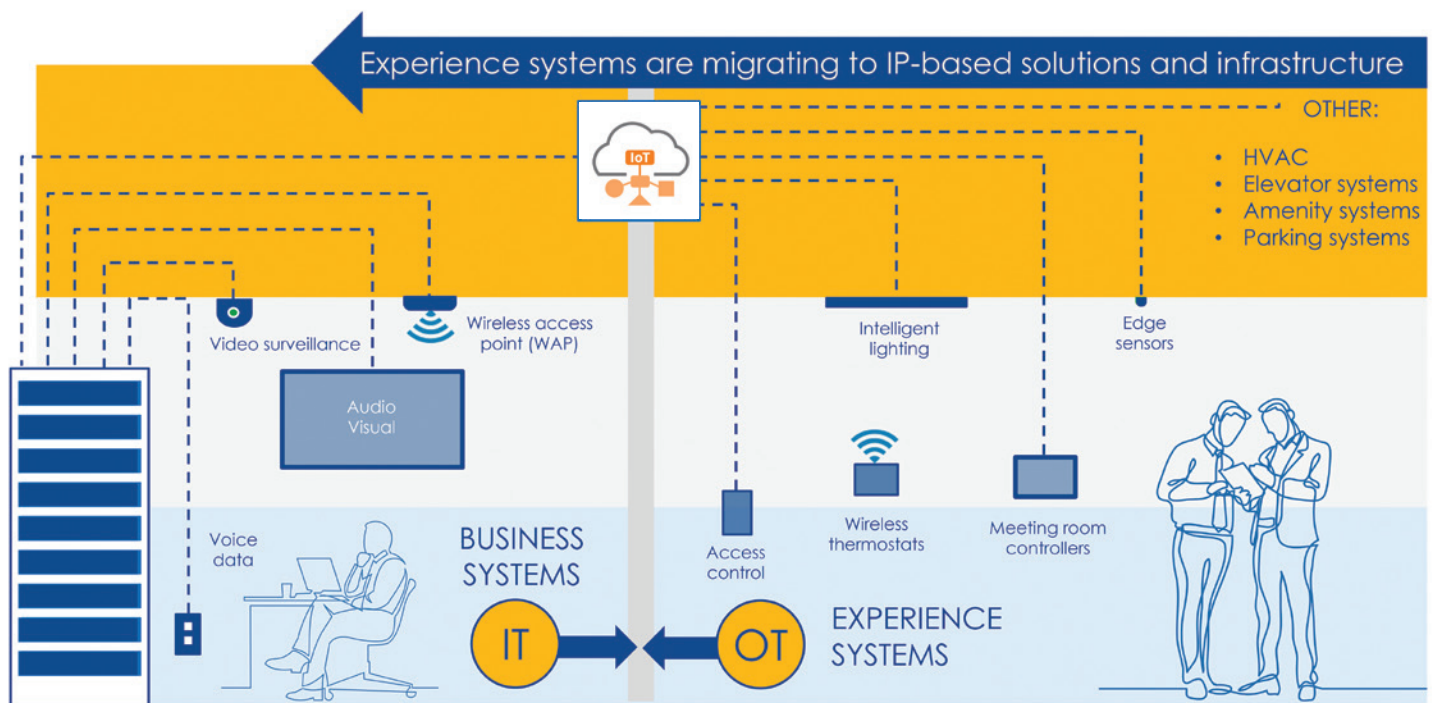 Experience systems are migrating to IP-based solutions and infrastructure
OTHER:
• HVAC
• Elevator systems
• Amenity systems
• Parking systems
IoT
Video surveillance
Wireless access
point (WAP)
Intelligent
lighting
Edge
sensors
Audio
Visual
Voice
data
BUSINESS
SYSTEMS
IT
Access
control
Wireless
thermostats
Meeting room
controllers
OT
EXPERIENCE
SYSTEMS